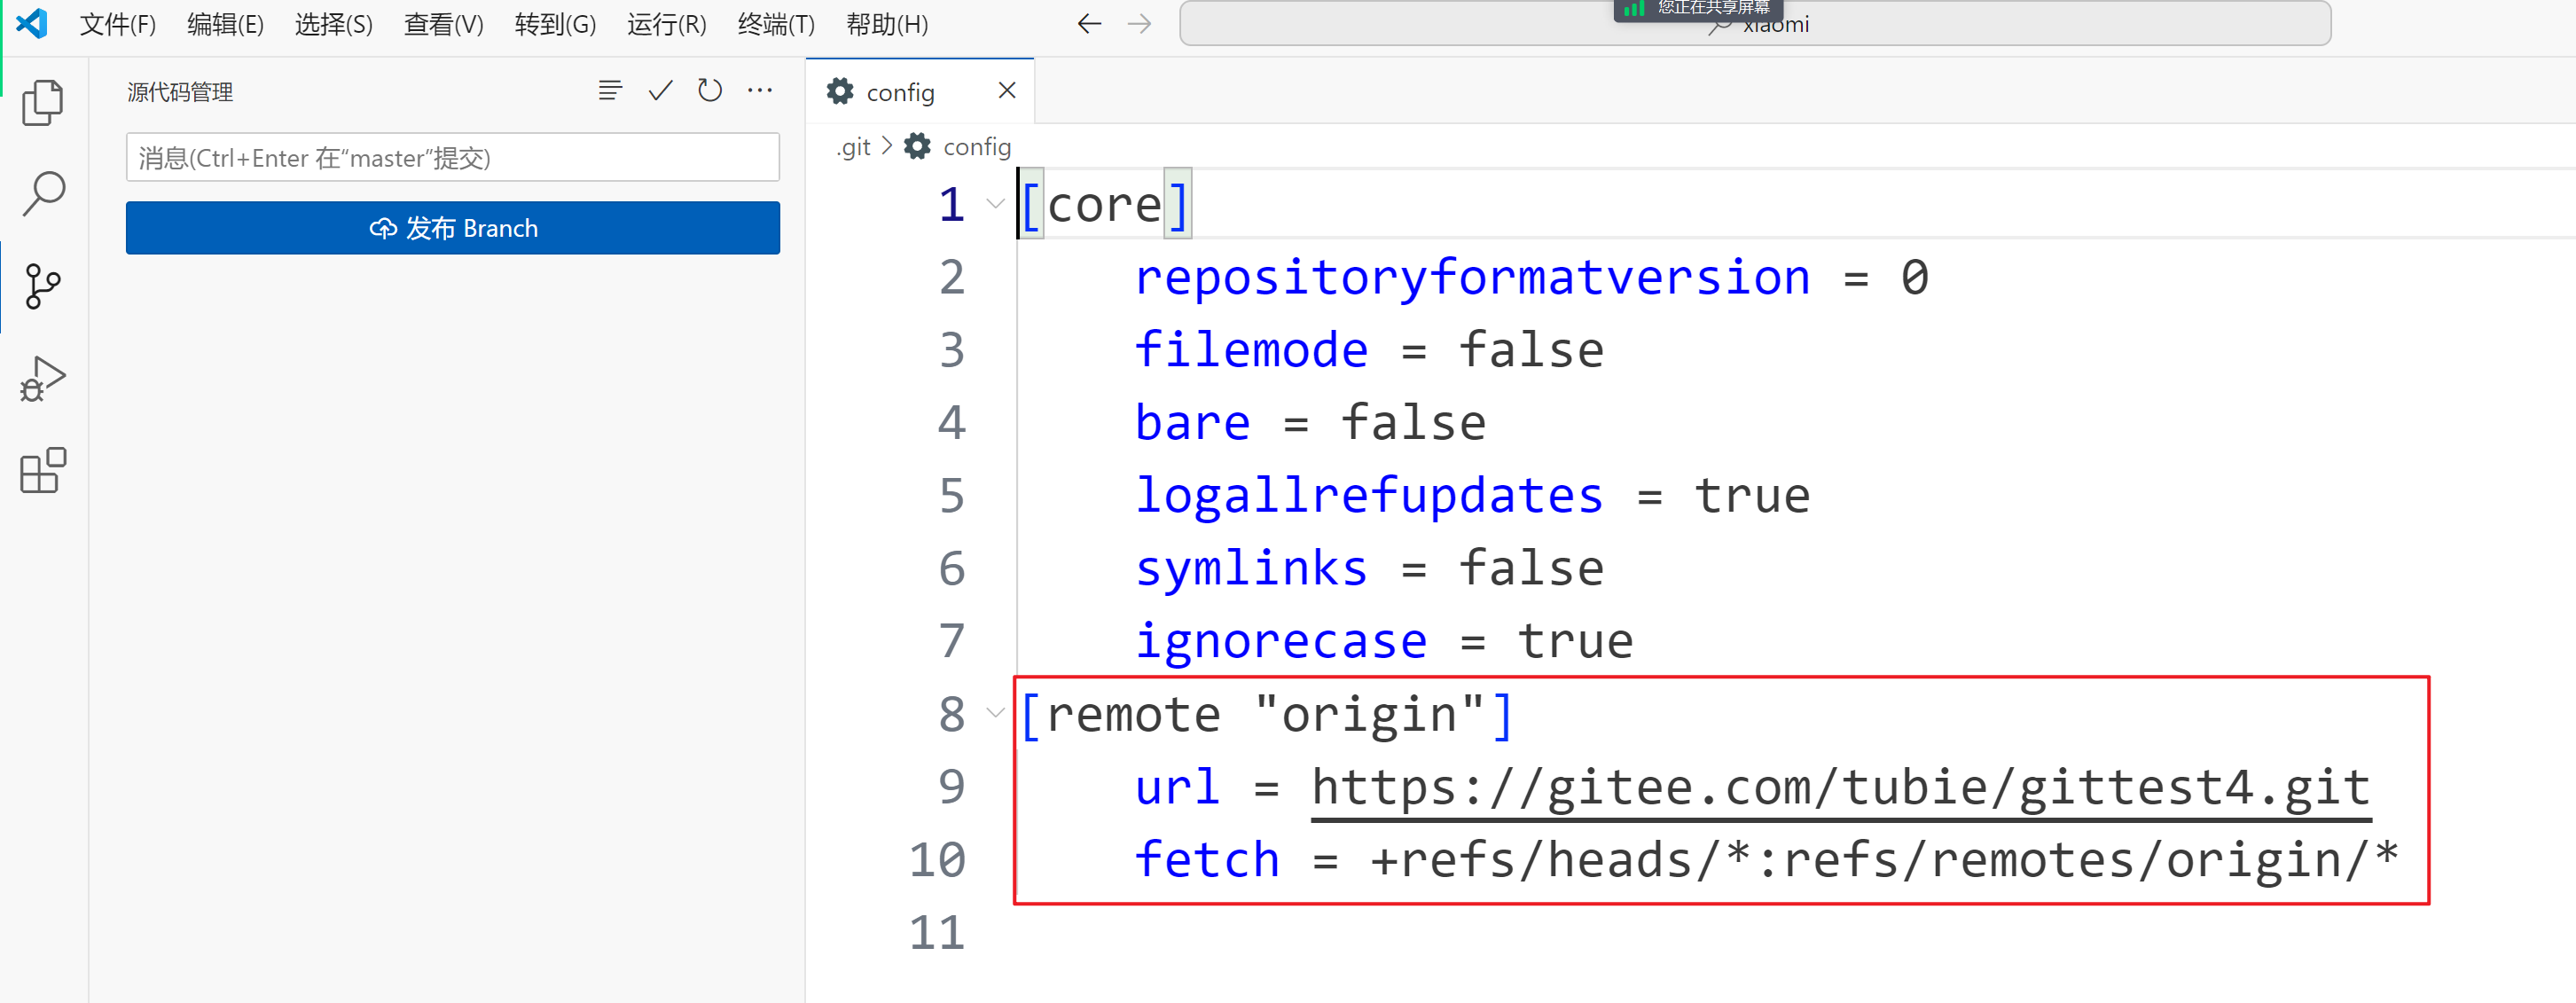 文件(F) 编辑(E) 选择(S) 查看(V) 转到(G) 运行(R) 终端(T) 帮助(H)
您正在共享屏幕
xiaomi
源代码管理
消息(Ctrl+Enter 在“master”提交)
发布 Branch
config
.git > config
1 [core]
2 repositoryformatversion = 0
3 filemode = false
4 bare = false
5 logallrefupdates = true
6 symlinks = false
7 ignorecase = true
8 [remote "origin"]
9 url = https://gitee.com/tubie/gittest4.git
10 fetch = +refs/heads/*:refs/remotes/origin/*
11